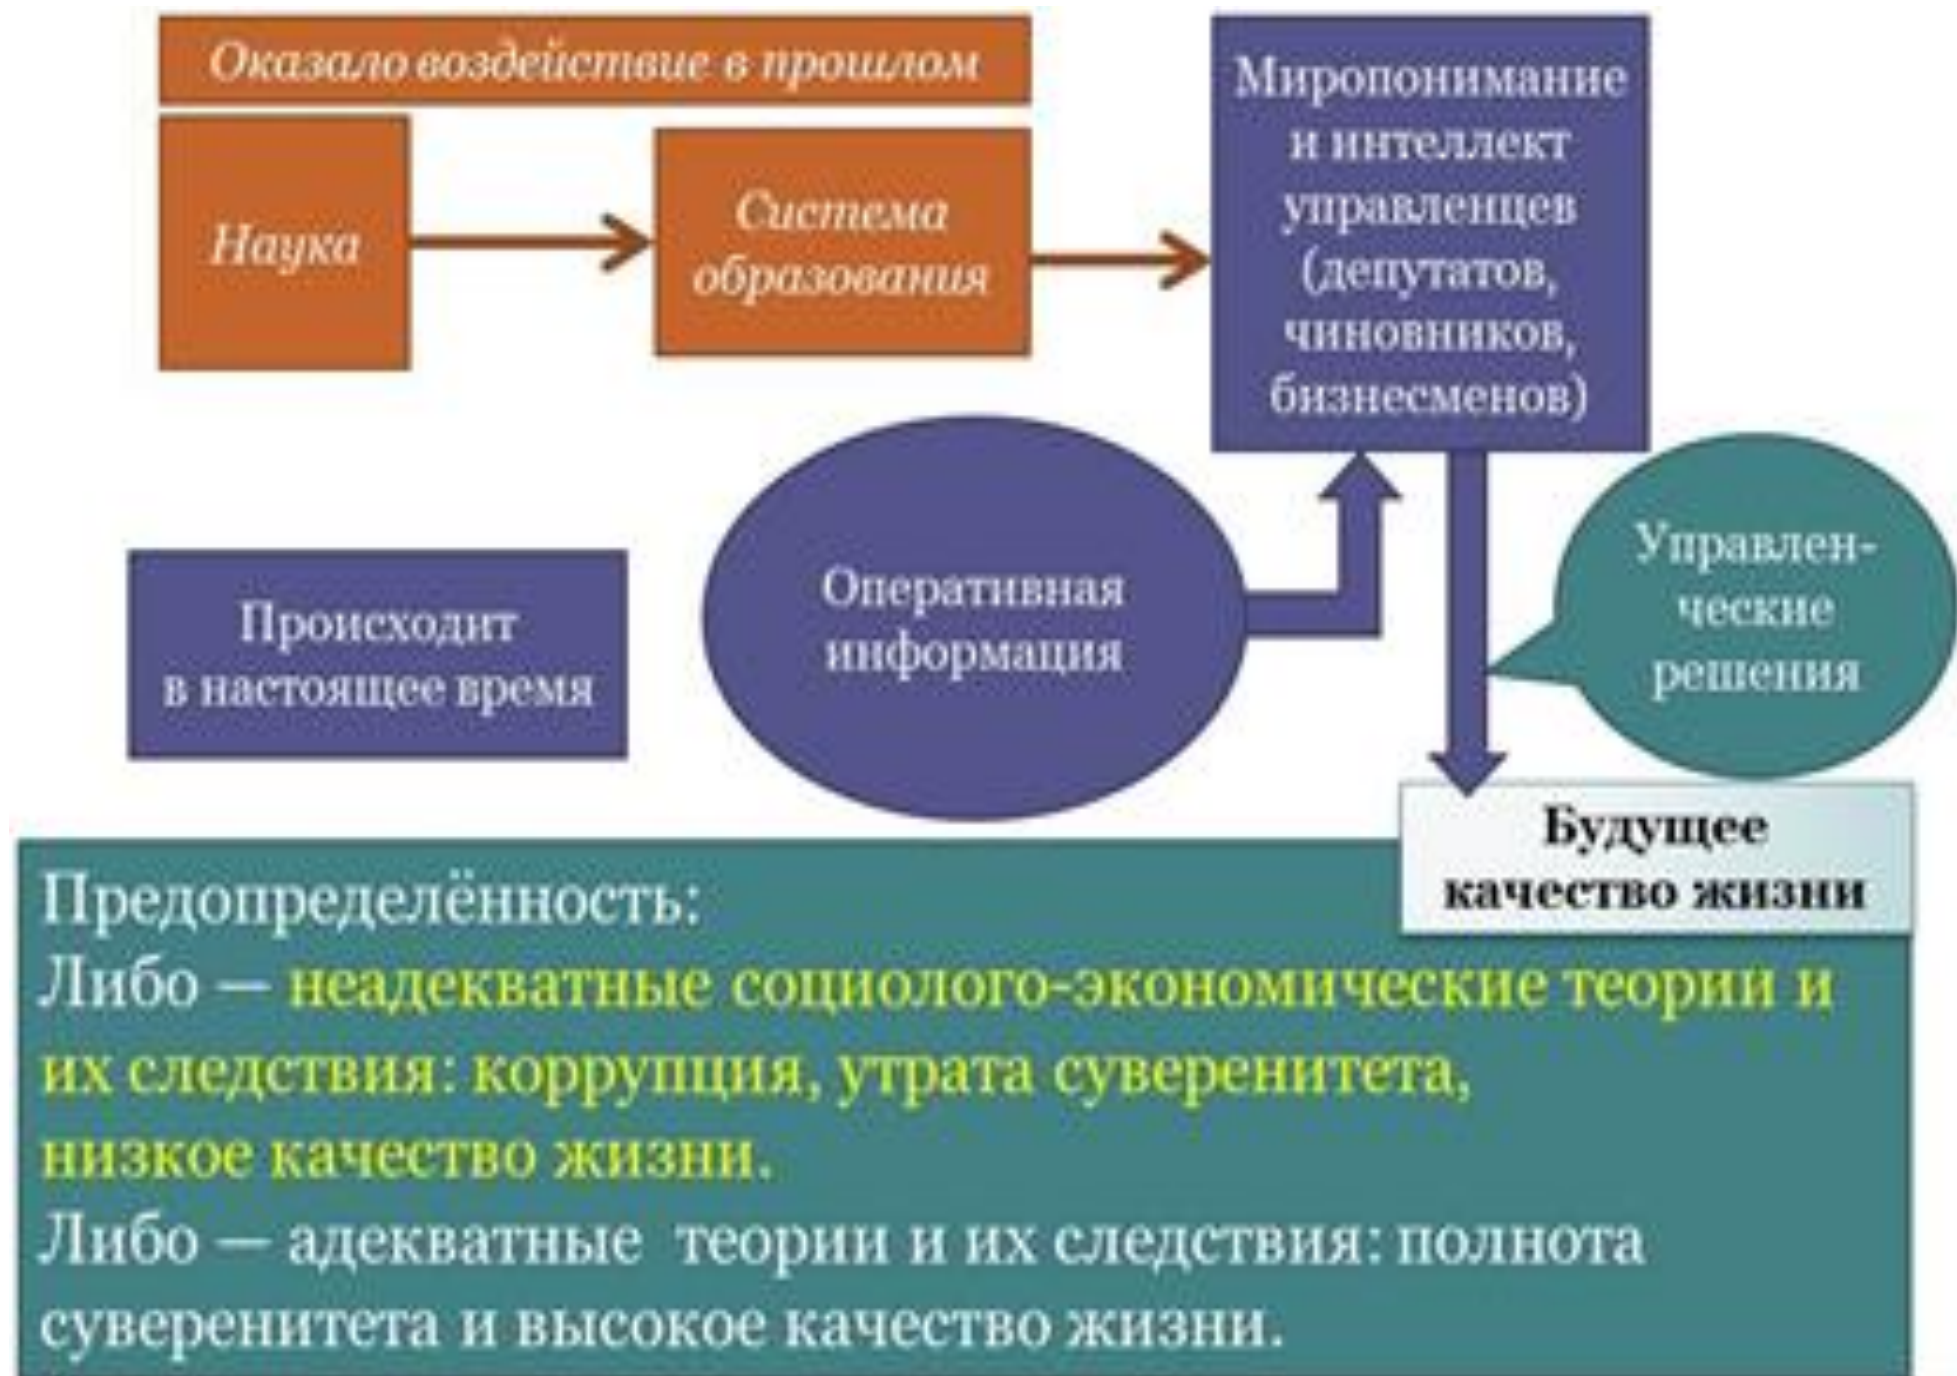 Оказало воздействие в прошлом
Наука
Система
образования
Миропонимание
и интеллект
управленцев
(депутатов,
чиновников,
бизнесменов)
Происходит
в настоящее время
Оперативная
информация
Управлен-
ческие
решения
Будущее
качество жизни
Предопределённость:
Либо — неадекватные социолого-экономические теории и
их следствия: коррупция, утрата суверенитета,
низкое качество жизни.
Либо — адекватные теории и их следствия: полнота
суверенитета и высокое качество жизни.